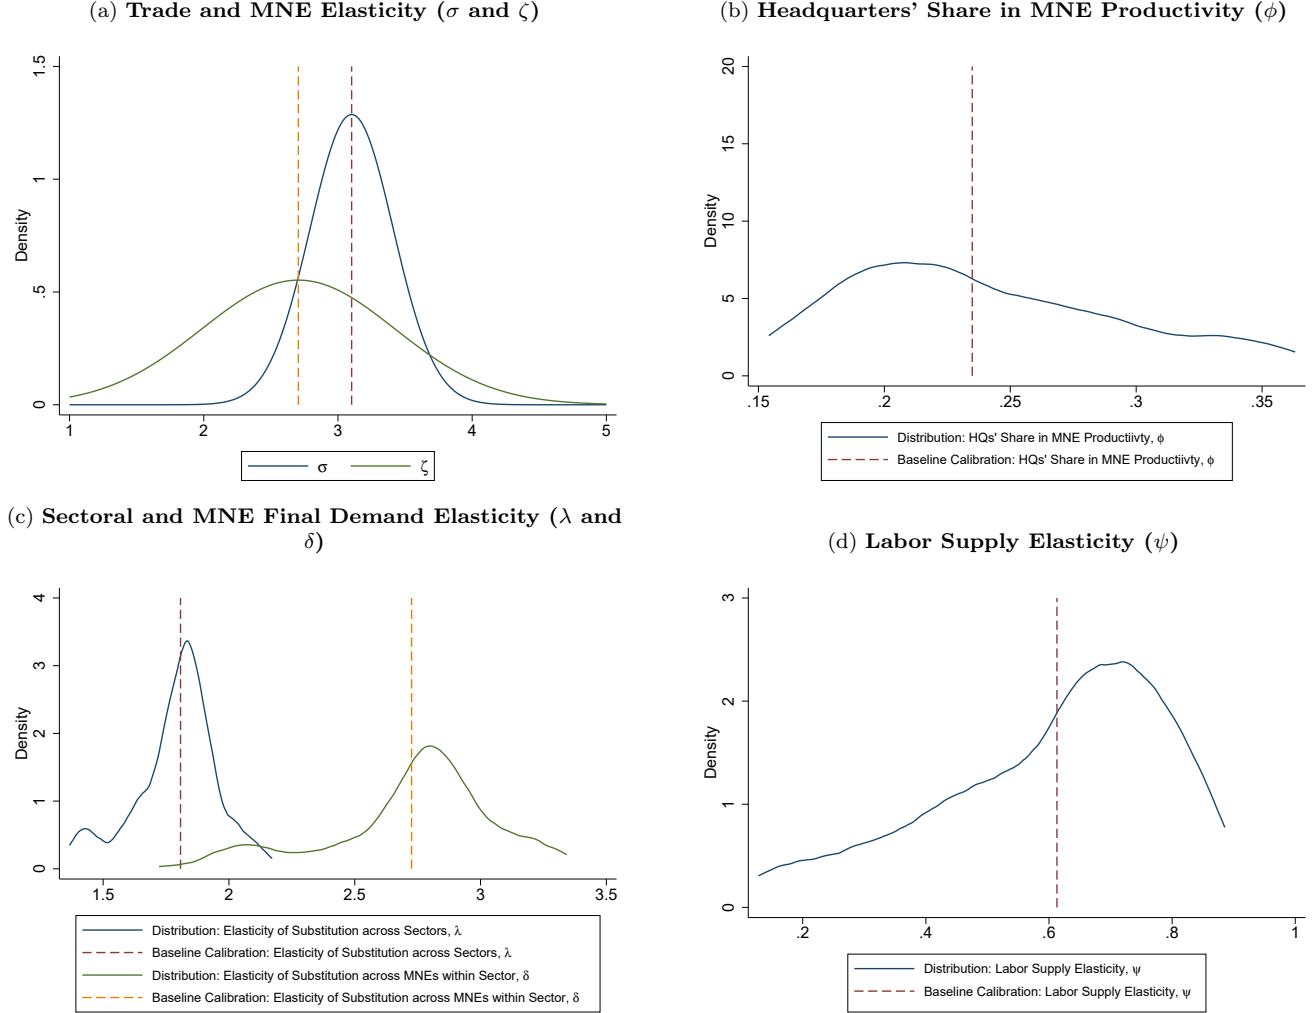 (a) Trade and MNE Elasticity (σ and ζ)
Density
0
.5
1
1.5
1
2
3
4
5
σ
ζ
(b) Headquarters' Share in MNE Productivity (ϕ)
Density
0
5
10
15
20
.15
.2
.25
.3
.35
Distribution: HQs' Share in MNE Productiivty, ϕ
Baseline Calibration: HQs' Share in MNE Productiivty, ϕ
(c) Sectoral and MNE Final Demand Elasticity (λ and
δ)
Density
0
1
2
3
4
1.5
2
2.5
3
3.5
Distribution: Elasticity of Substitution across Sectors, λ
Baseline Calibration: Elasticity of Substitution across Sectors, λ
Distribution: Elasticity of Substitution across MNEs within Sector, δ
Baseline Calibration: Elasticity of Substitution across MNEs within Sector, δ
(d) Labor Supply Elasticity (ψ)
Density
0
1
2
3
.2
.4
.6
.8
1
Distribution: Labor Supply Elasticity, ψ
Baseline Calibration: Labor Supply Elasticity, ψ